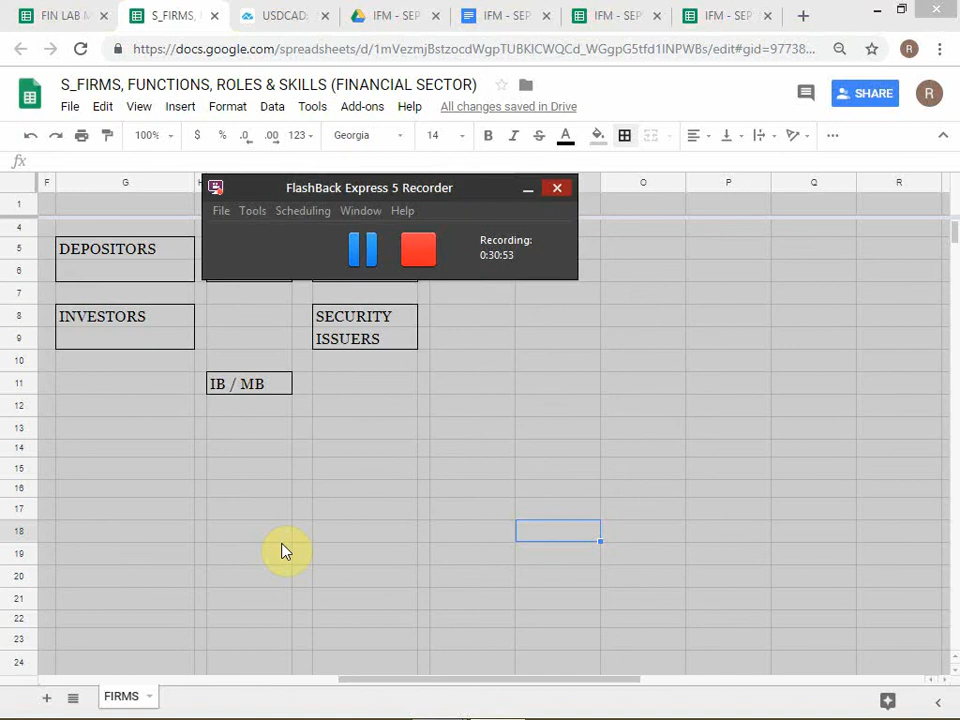 FIN LAB M
S_FIRMS,
USDCAD:
IFM - SEP
IFM - SEP
IFM - SEP
IFM - SEP
https://docs.google.com/spreadsheets/d/1mVezmjBstzocdWgpTUBKICWQCd_WGgpG5tfd1INPWBs/edit#gid=97738...
R
S_FIRMS, FUNCTIONS, ROLES & SKILLS (FINANCIAL SECTOR)
File Edit View Insert Format Data Tools Add-ons Help All changes saved in Drive
SHARE
R
100% $ % .0 .00 123 Georgia 14 B I S A
fx
F G O P Q R
FlashBack Express 5 Recorder
File Tools Scheduling Window Help
Recording:
0:30:53
1
4
5 DEPOSITORS
6
7
8 INVESTORS SECURITY
9 ISSUERS
10
11 IB / MB
12
13
14
15
16
17
18
19
20
21
22
23
24
FIRMS